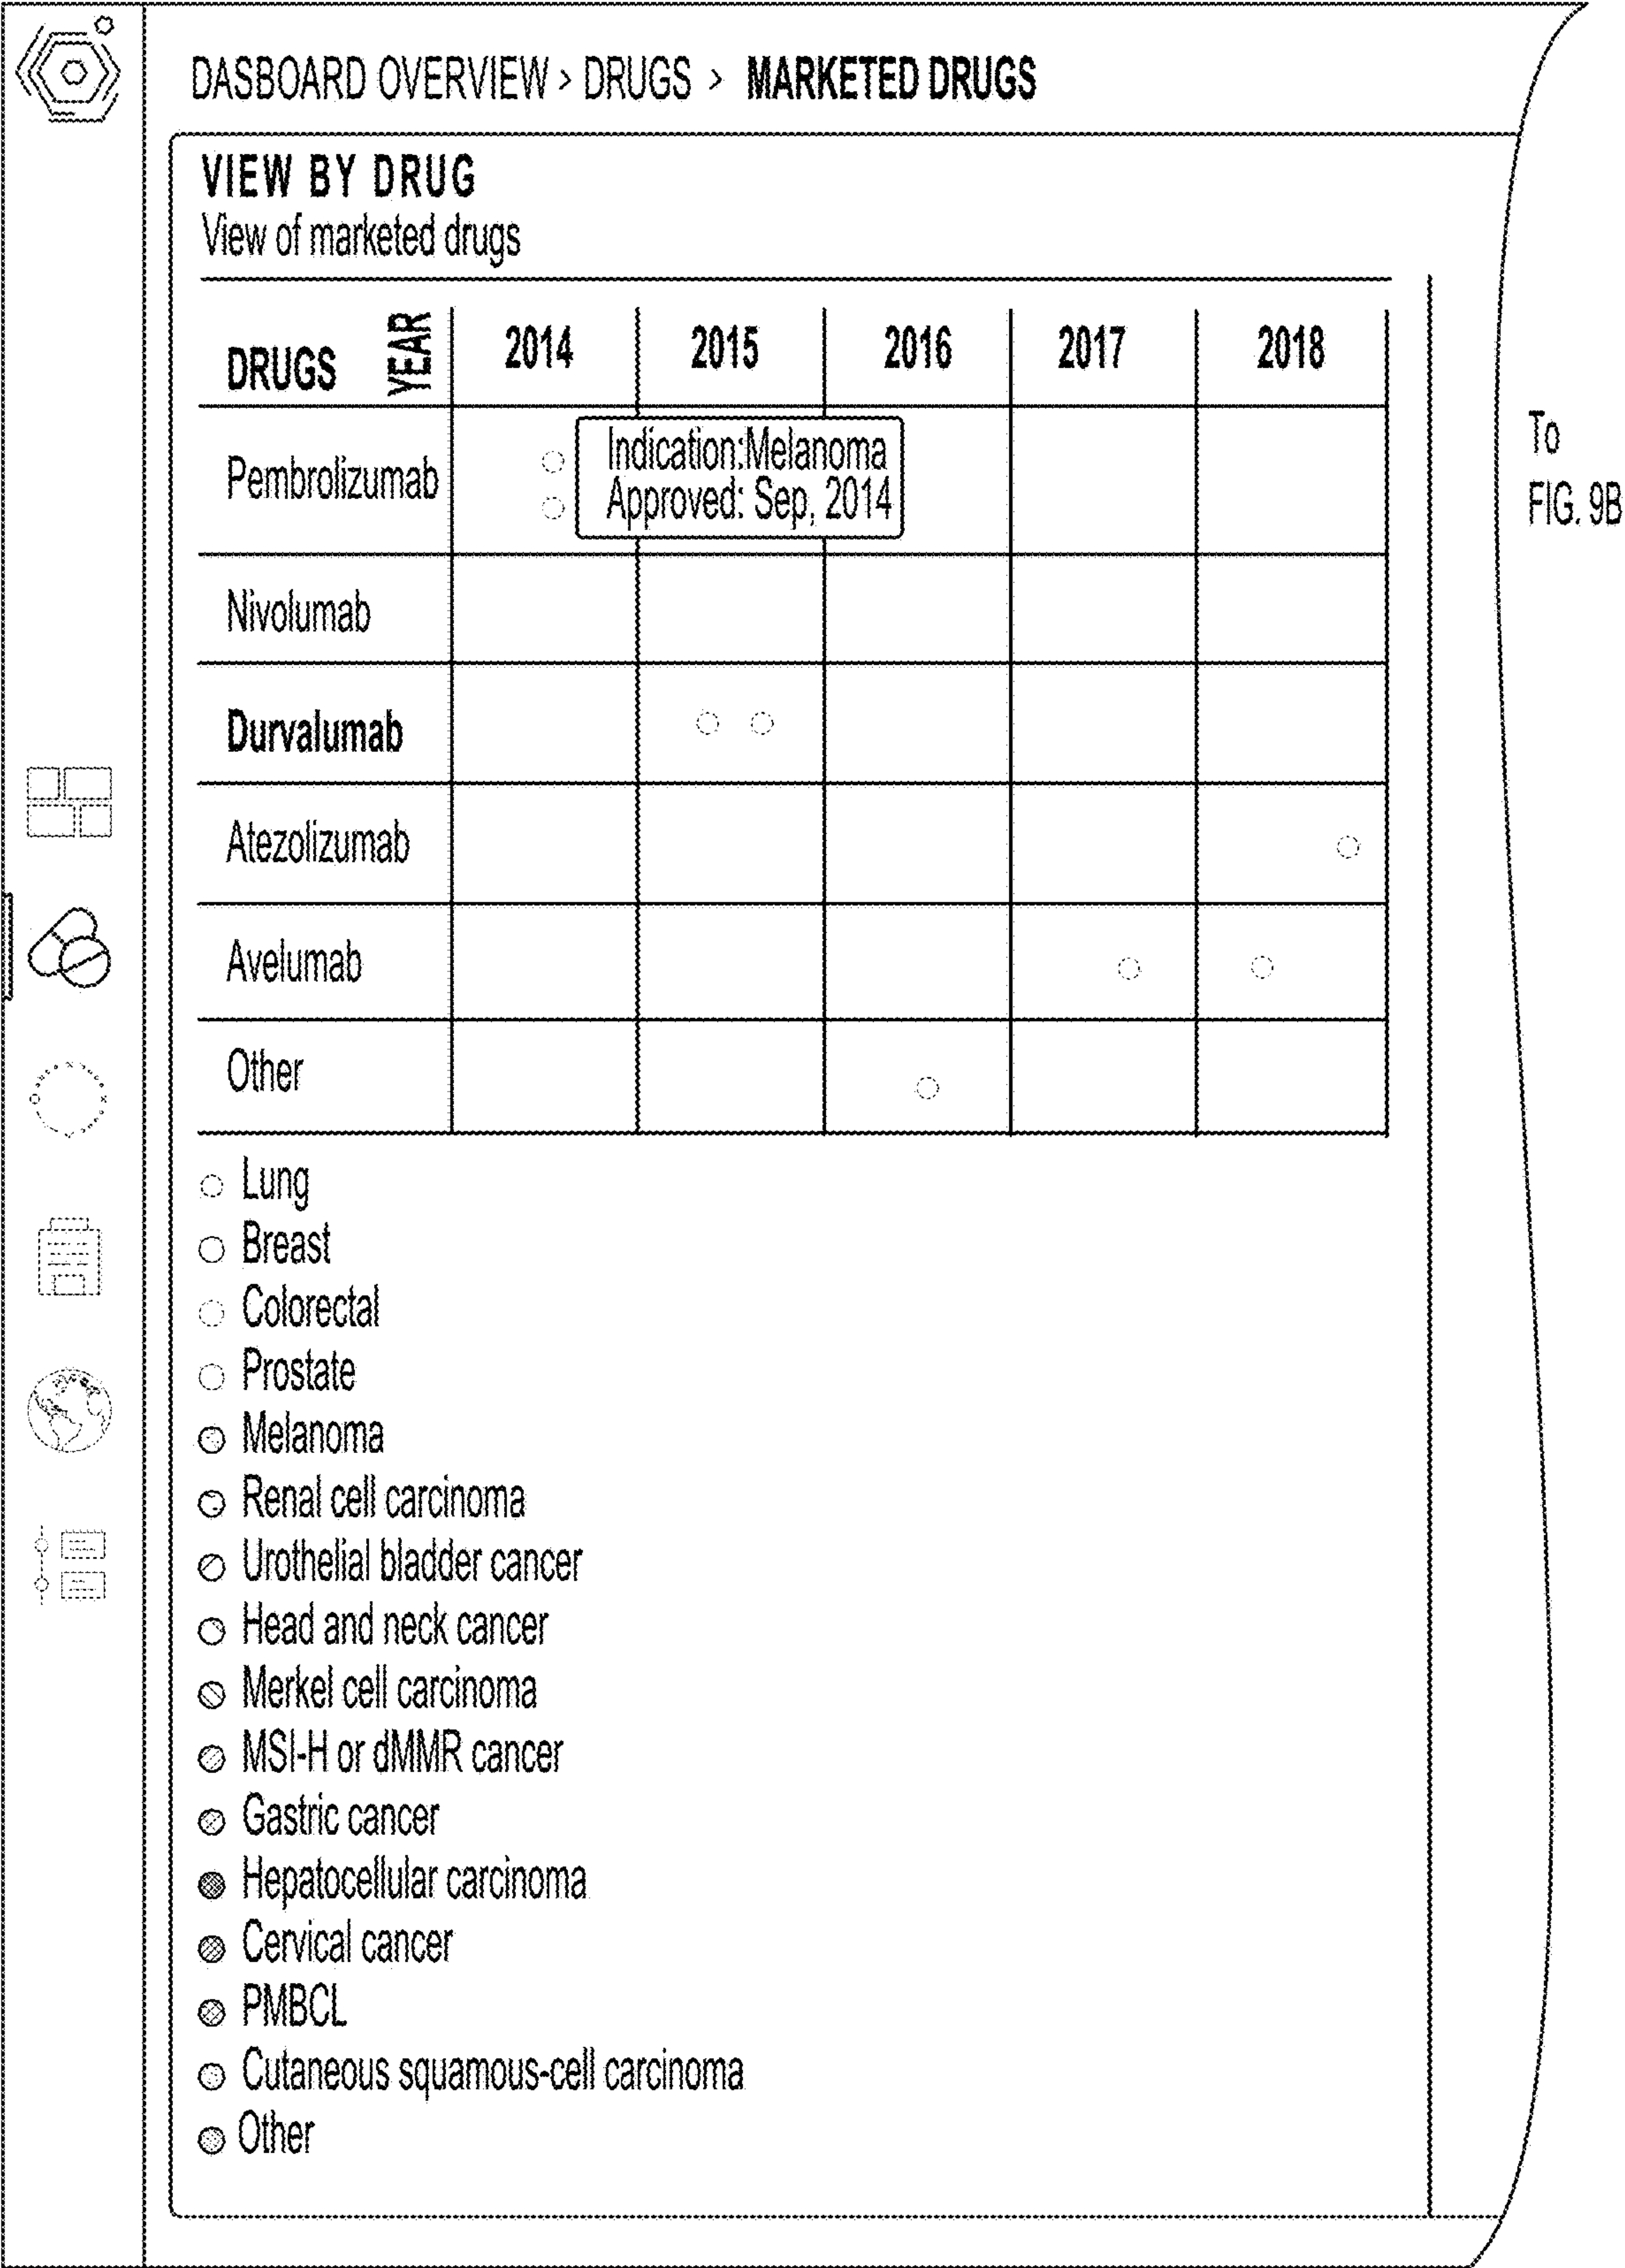 DASBOARD OVERVIEW > DRUGS > MARKETED DRUGS
VIEW BY DRUG
View of marketed drugs
DRUGS YEAR 2014 2015 2016 2017 2018
Pembrolizumab
Indication:Melanoma
Approved: Sep, 2014
To
FIG. 9B
Nivolumab
Durvalumab
Atezolizumab
Avelumab
Other
Lung
Breast
Colorectal
Prostate
Melanoma
Renal cell carcinoma
Urothelial bladder cancer
Head and neck cancer
Merkel cell carcinoma
MSI-H or dMMR cancer
Gastric cancer
Hepatocellular carcinoma
Cervical cancer
PMBCL
Cutaneous squamous-cell carcinoma
Other